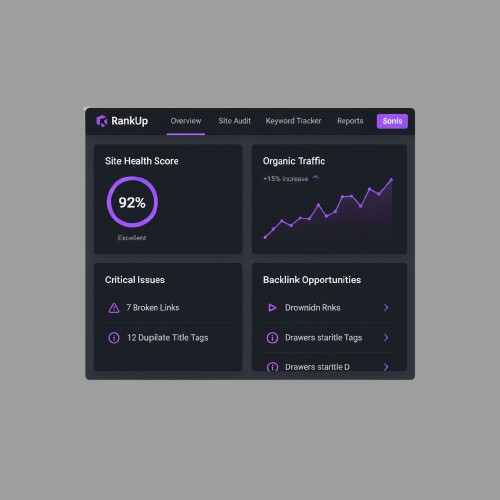 RankUp
Overview
Site Audit
Keyword Tracker
Reports
Sonls
Site Health Score
92%
Excellent
Organic Traffic
+15% Increase
Critical Issues
7 Broken Links
12 Dupilate Title Tags
Backlink Opportunities
Drownidn Rnks
Drawers staritle Tags
Drawers staritle D